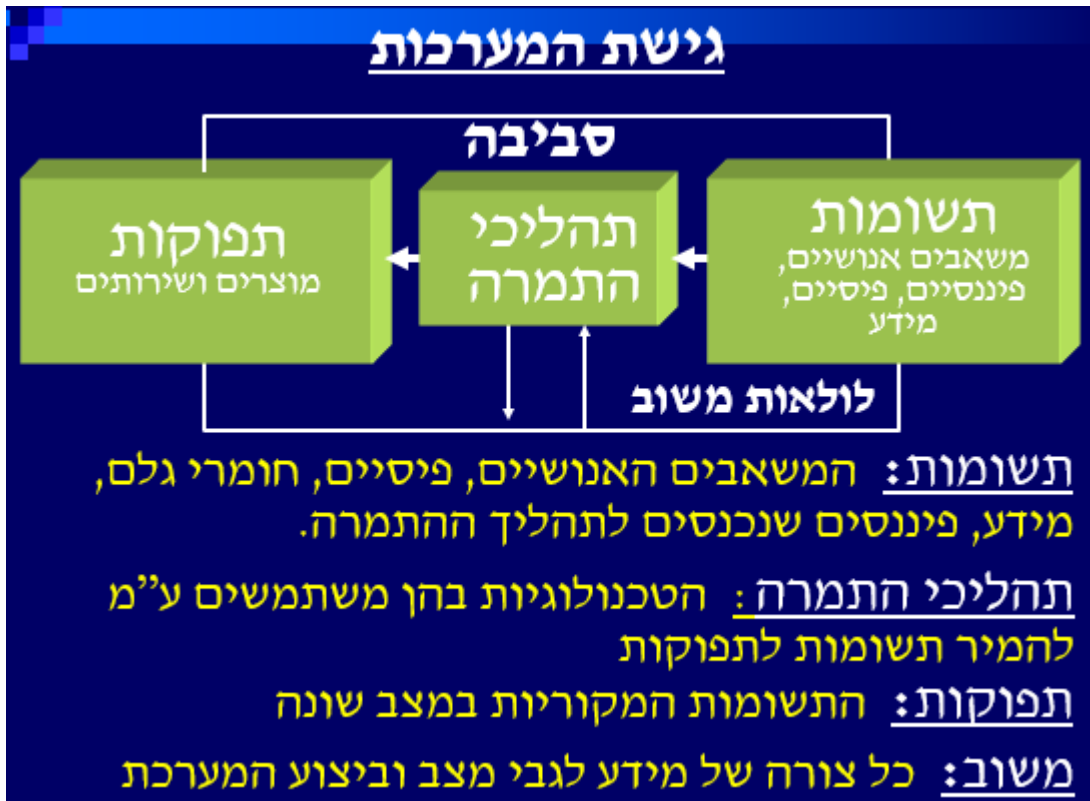 גישת המערכות
סביבה
תשומות
משאבים אנושיים,
פיננסיים, פיסיים,
מידע
תהליכי
התמרה
תפוקות
מוצרים ושירותים
לולאות משוב
תשומות: המשאבים האנושיים, פיסיים, חומרי גלם,
מידע, פיננסים שנכנסים לתהליך ההתמרה.
תהליכי התמרה: הטכנולוגיות בהן משתמשים ע"מ
להמיר תשומות לתפוקות
תפוקות: התשומות המקוריות במצב שונה
משוב: כל צורה של מידע לגבי מצב וביצוע המערכת